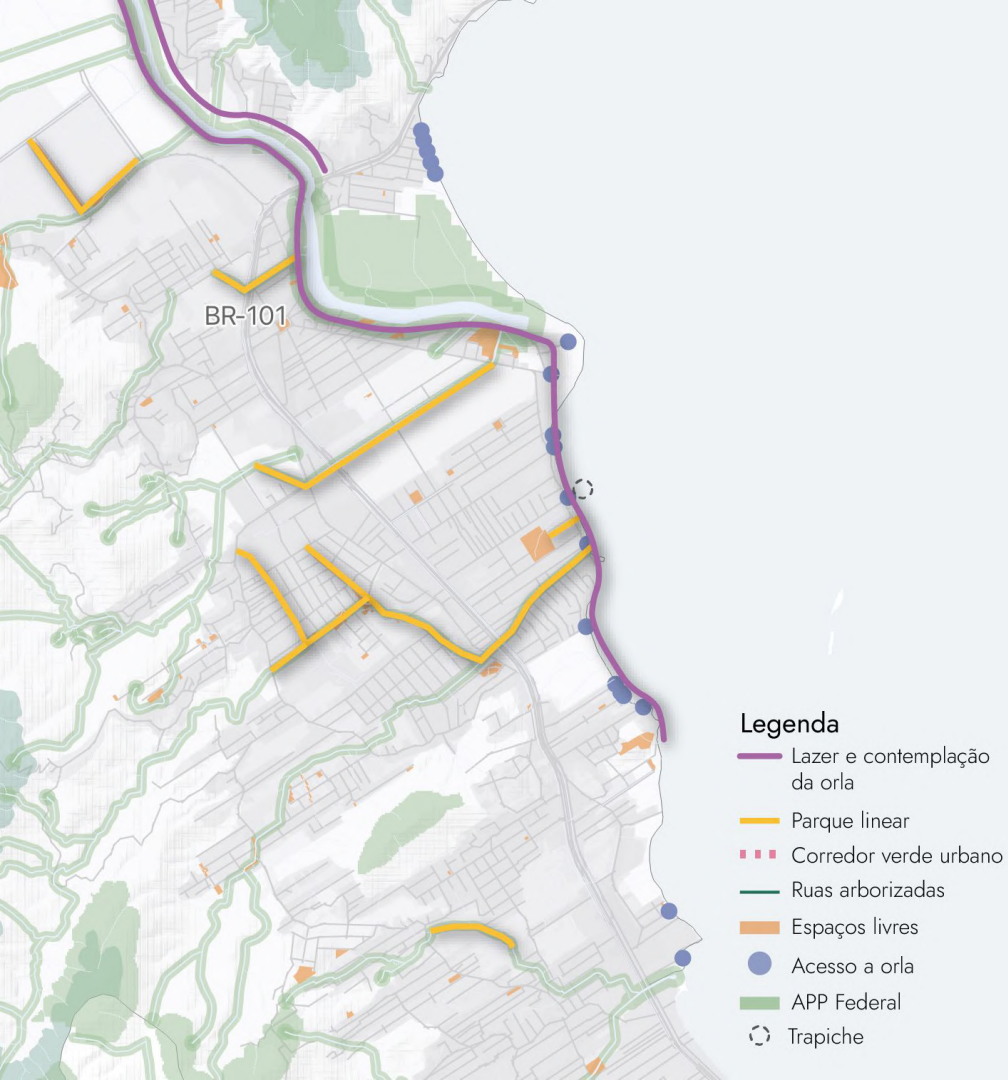 BR-101
Legenda
Lazer e contemplação
da orla
Parque linear
Corredor verde urbano
Ruas arborizadas
Espaços livres
Acesso a orla
APP Federal
Trapiche